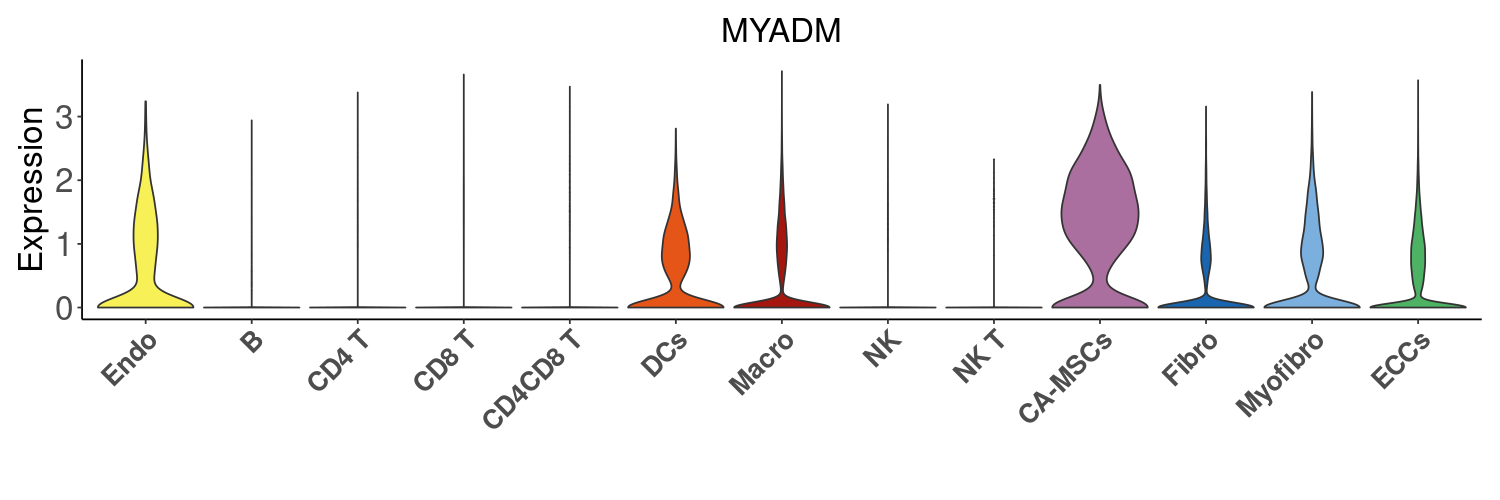 MYADM
Expression
3
2
1
0
Endo
B
CD4 T
CD8 T
CD4CD8 T
DCs
Macro
NK
NK T
CA-MSCs
Fibro
Myofibro
ECCs